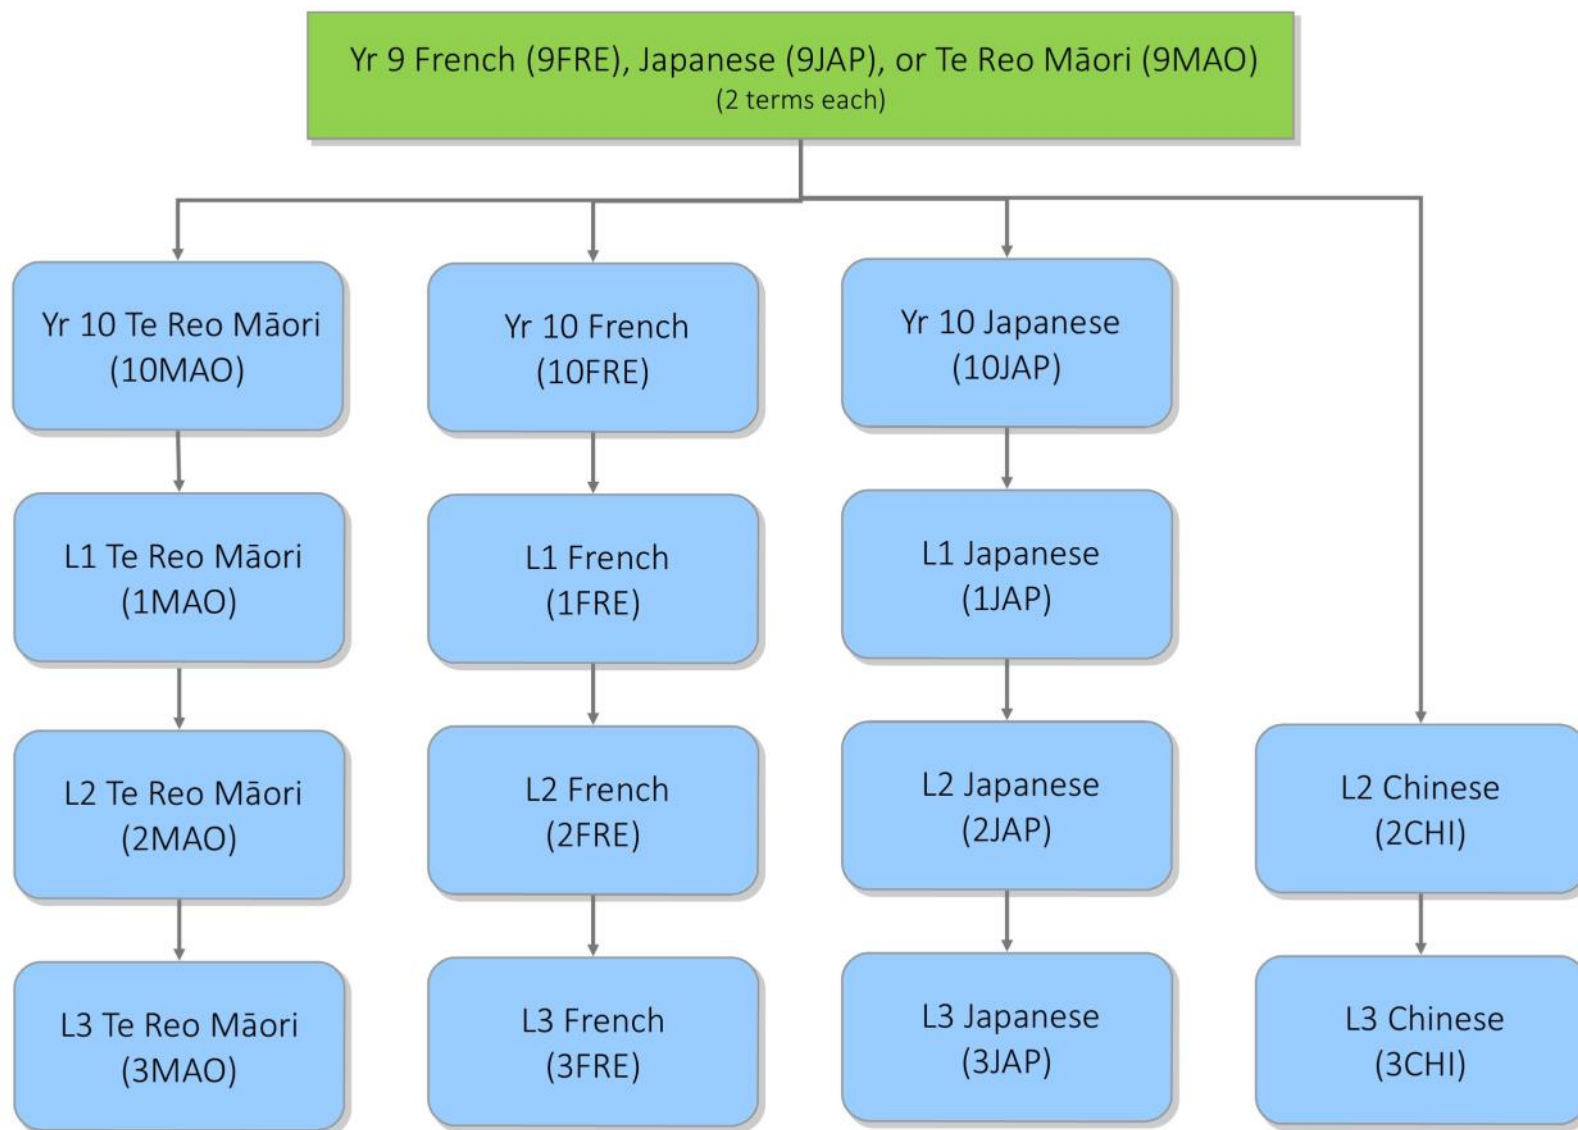 Yr 9 French (9FRE), Japanese (9JAP), or Te Reo Māori (9MAO)
(2 terms each)
Yr 10 Te Reo Māori
(10MAO)
Yr 10 French
(10FRE)
Yr 10 Japanese
(10JAP)
L1 Te Reo Māori
(1MAO)
L1 French
(1FRE)
L1 Japanese
(1JAP)
L2 Te Reo Māori
(2MAO)
L2 French
(2FRE)
L2 Japanese
(2JAP)
L2 Chinese
(2CHI)
L3 Te Reo Māori
(3MAO)
L3 French
(3FRE)
L3 Japanese
(3JAP)
L3 Chinese
(3CHI)